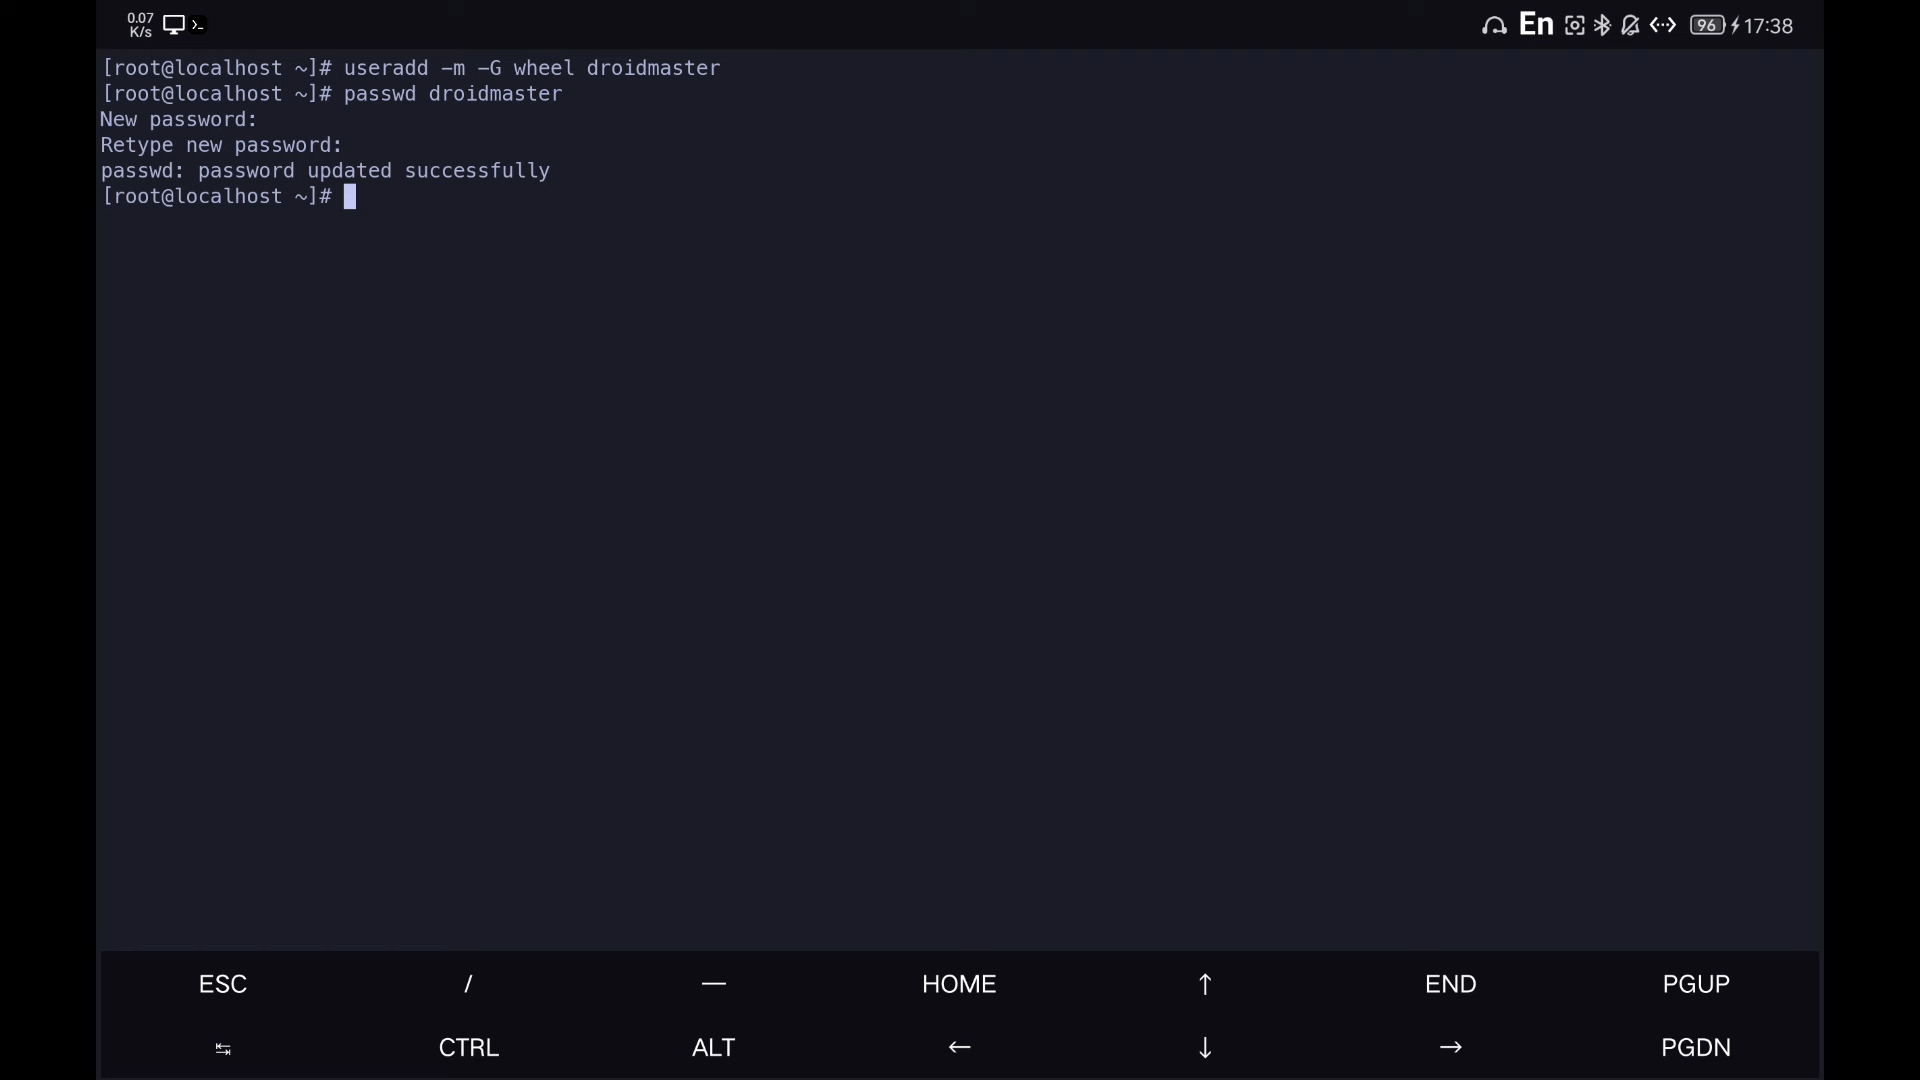 0.07
K/s
En
96
17:38
[root@localhost ~]# useradd -m -G wheel droidmaster
[root@localhost ~]# passwd droidmaster
New password:
Retype new password:
passwd: password updated successfully
[root@localhost ~]#
ESC / — HOME ↑ END PGUP
↹ CTRL ALT ← ↓ → PGDN